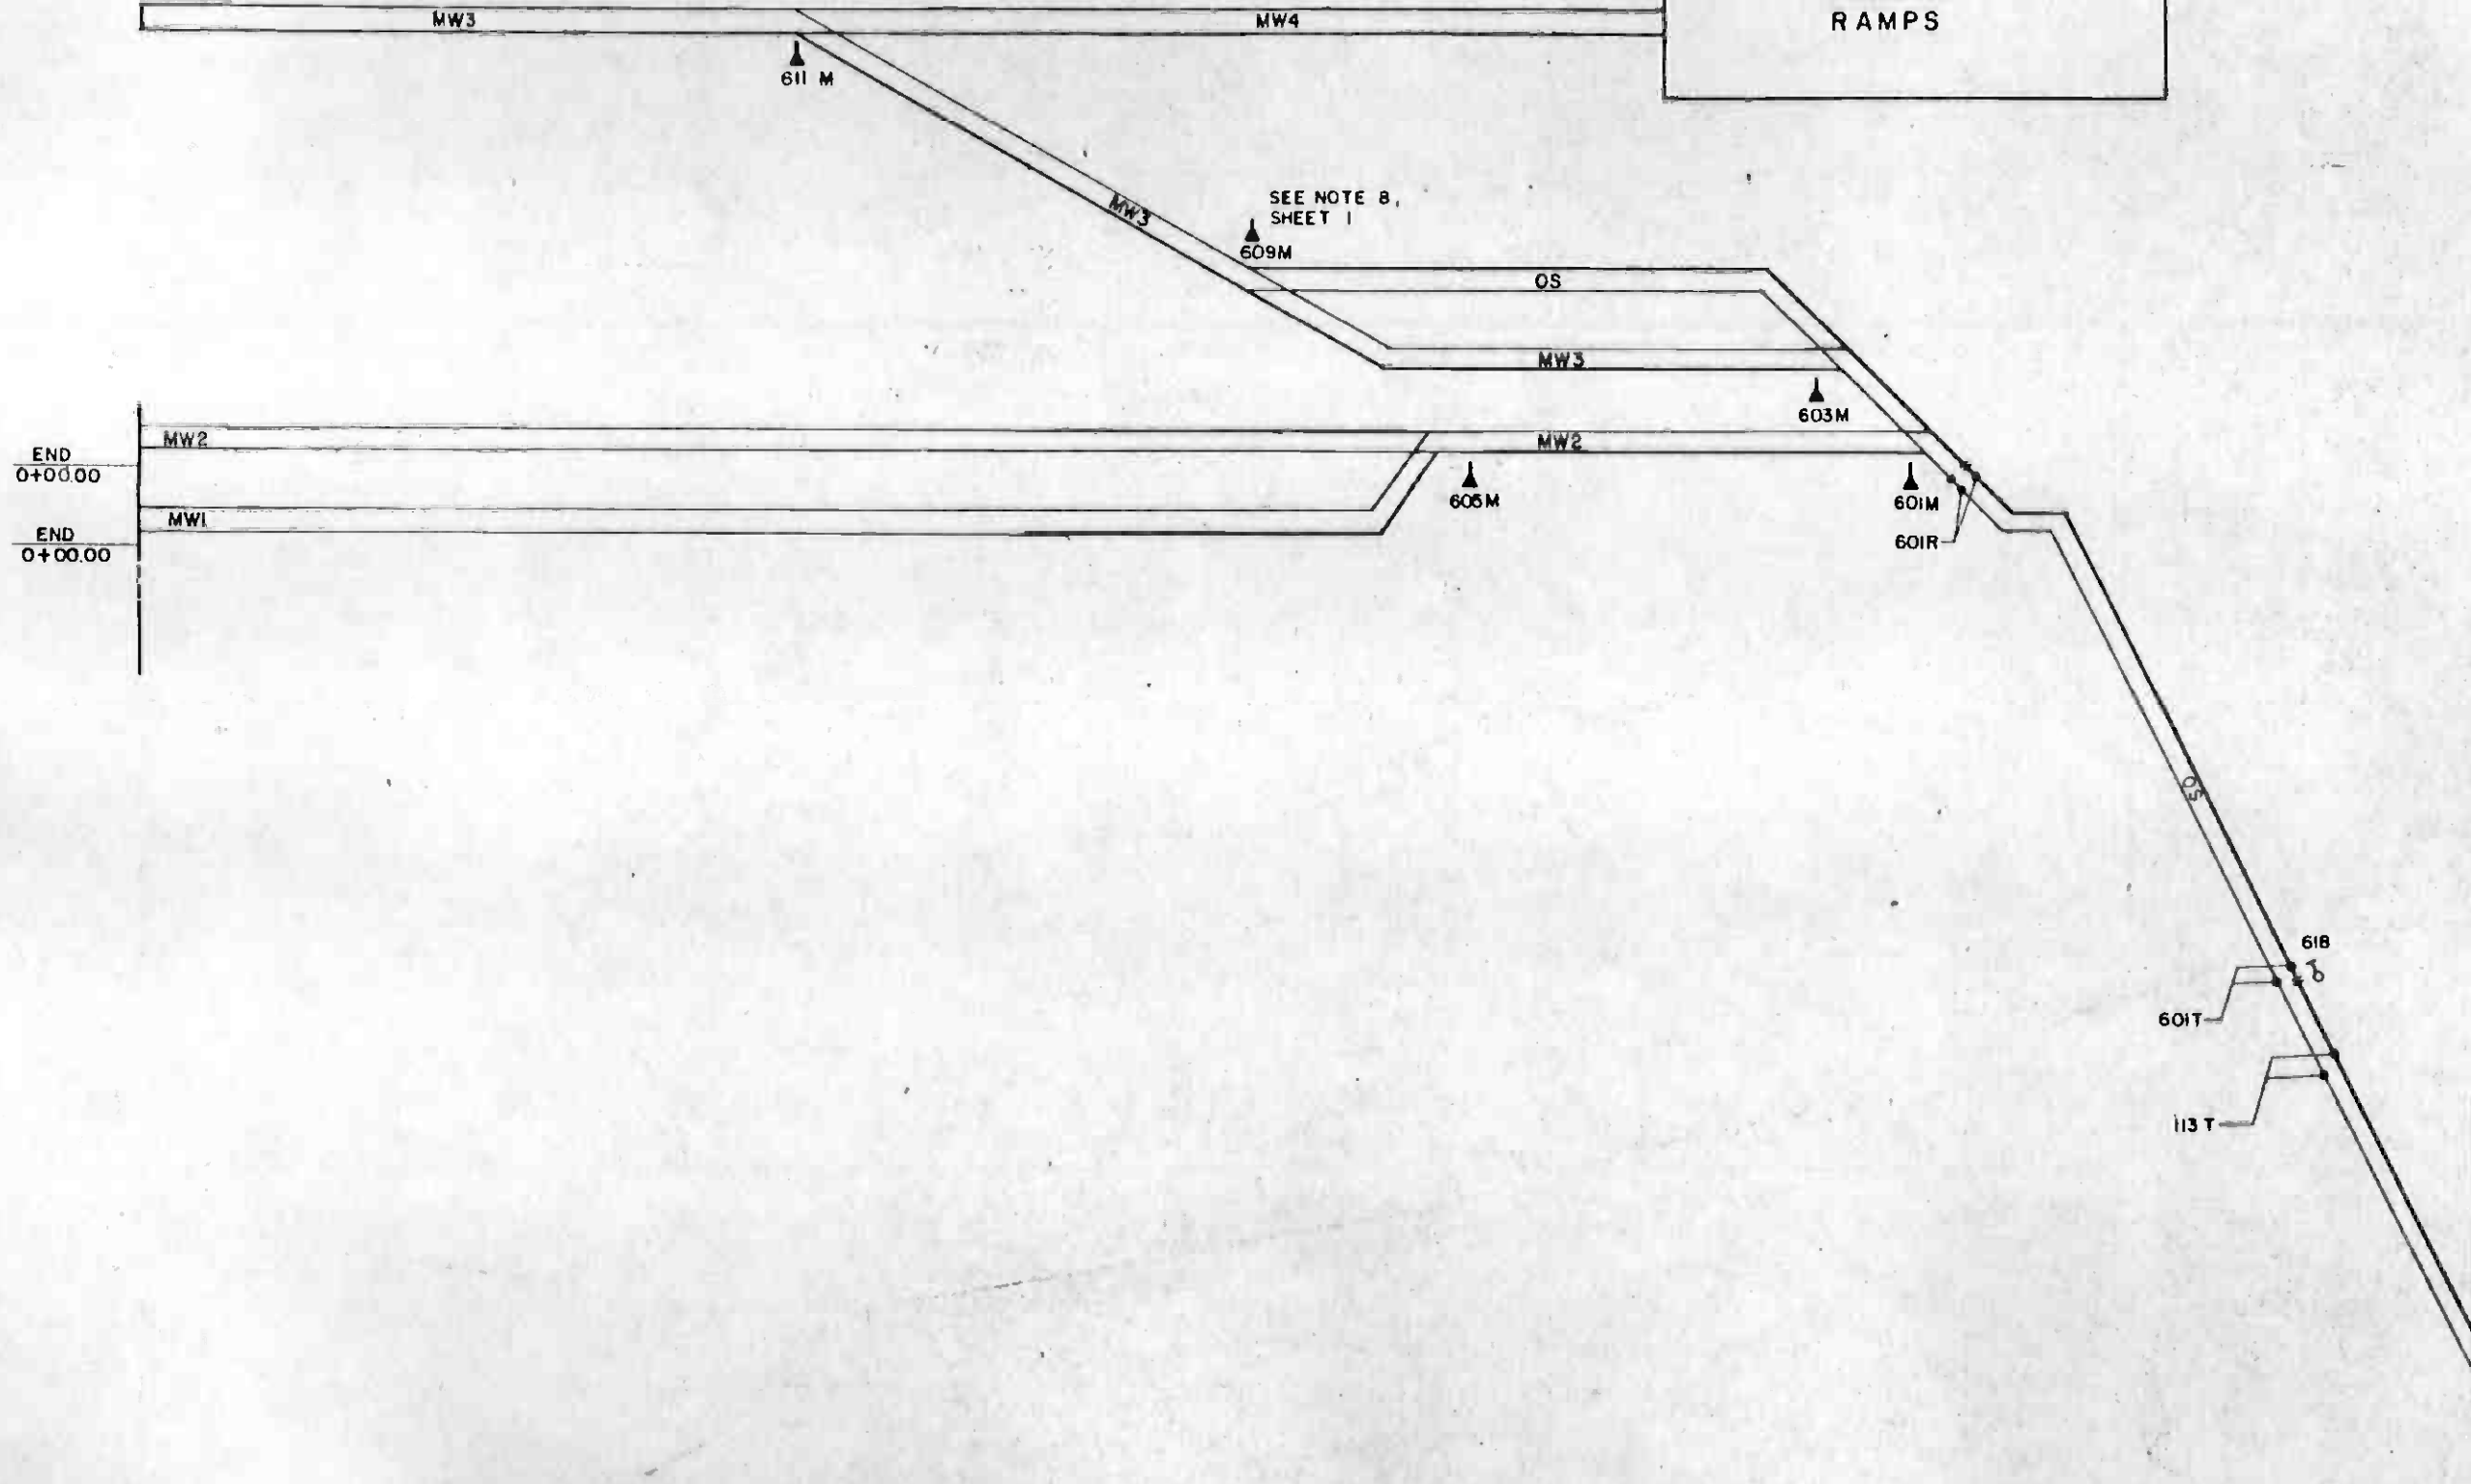 MW3
MW4
RAMPS
611 M
MW3
SEE NOTE 8,
SHEET 1
609M
OS
MW3
603M
MW2
END
0+00.00
MW2
605M
601M
MW1
END
0+00.00
601R
OS
618
601T
113T